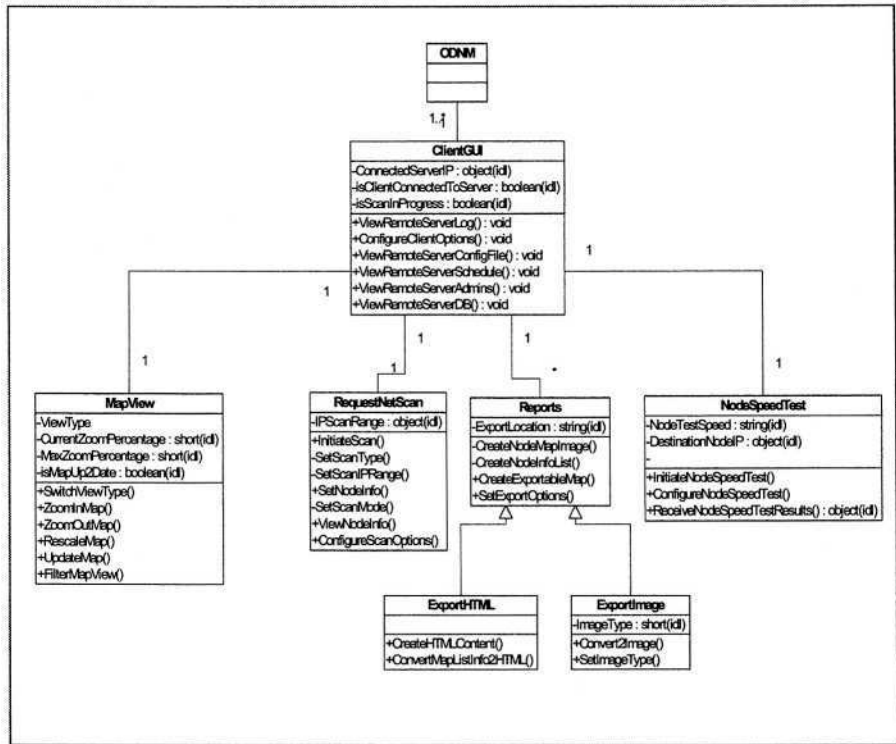 ODNM
1..*
1
ClientGUI
-ConnectedServerIP : object(idl)
-isClientConnectedToServer : boolean(idl)
-isScanInProgress : boolean(idl)
+ViewRemoteServerLog() : void
+ConfigureClientOptions() : void
+ViewRemoteServerConfigFile() : void
+ViewRemoteServerSchedule() : void
+ViewRemoteServerAdmins() : void
+ViewRemoteServerDB() : void
1
1
1
1
1
1
*
1
MapView
-ViewType
-CurrentZoomPercentage : short(idl)
-MaxZoomPercentage : short(idl)
-isMapUp2Date : boolean(idl)
+SwitchViewType()
+ZoomInMap()
+ZoomOutMap()
+RescaleMap()
+UpdateMap()
+FilterMapView()
RequestNetScan
-IPScanRange : object(idl)
+InitiateScan()
-SetScanType()
-SetScanIPRange()
+SetNodeInfo()
-SetScanMode()
+ViewNodeInfo()
+ConfigureScanOptions()
Reports
-ExportLocation : string(idl)
-CreateNodeMapImage()
-CreateNodeInfoList()
+CreateExportableMap()
+SetExportOptions()
NodeSpeedTest
-NodeTestSpeed : string(idl)
-DestinationNodeIP : object(idl)
-
+InitiateNodeSpeedTest()
+ConfigureNodeSpeedTest()
+ReceiveNodeSpeedTestResults() : object(idl)
ExportHTML
+CreateHTMLContent()
+ConvertMapListInfo2HTML()
ExportImage
-ImageType : short(idl)
+Convert2Image()
+SetImageType()